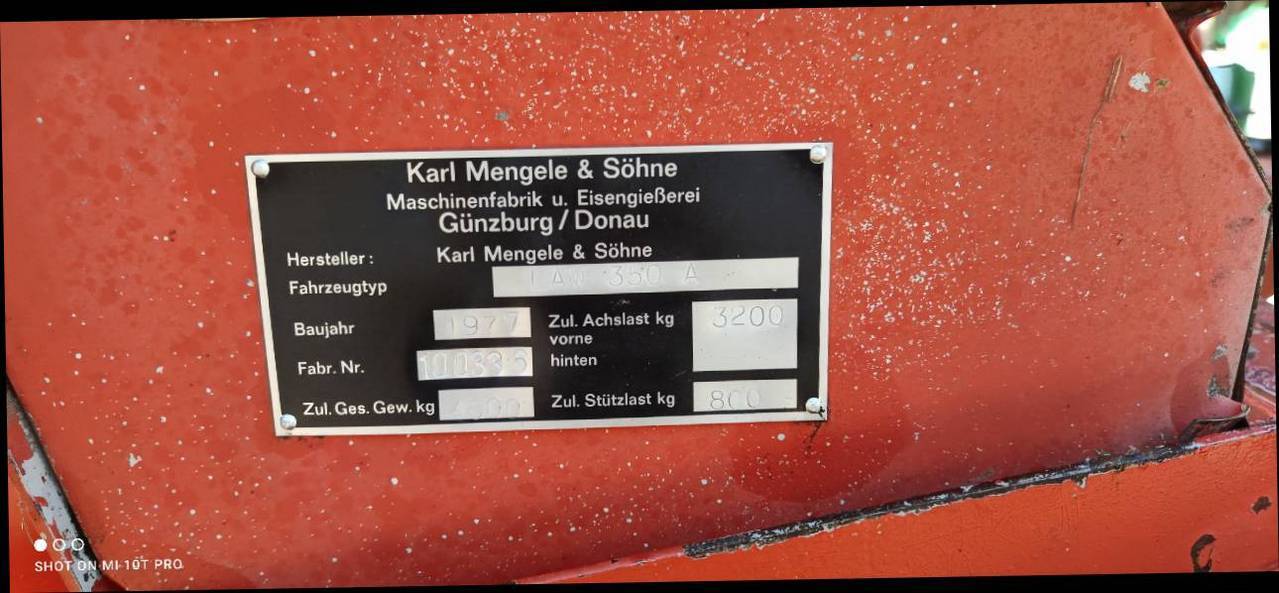 Karl Mengele & Söhne
Maschinenfabrik u. Eisengießerei
Günzburg/Donau
Hersteller: Karl Mengele & Söhne
Fahrzeugtyp 350 A
Baujahr 1977 Zul. Achslast kg 3200
vorne
Fabr. Nr. hinten
Zul. Ges. Gew. kg Zul. Stützlast kg 800
SHOT ON MI 10T PRO